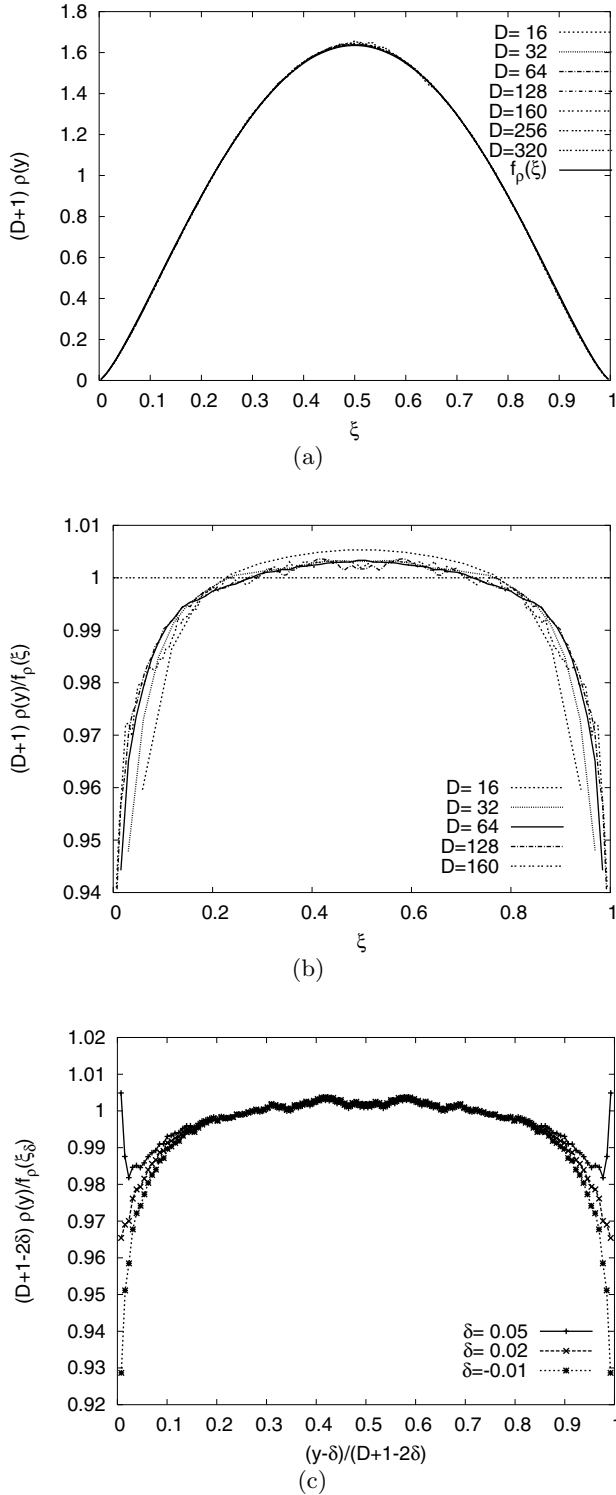 1.8
1.6
1.4
1.2
1
0.8
0.6
0.4
0.2
0
(D+1) ρ(y)
D= 16
D= 32
D= 64
D=128
D=160
D=256
D=320
fρ(ξ)
0 0.1 0.2 0.3 0.4 0.5 0.6 0.7 0.8 0.9 1
ξ
(a)
1.01
1
0.99
0.98
0.97
0.96
0.95
0.94
(D+1) ρ(y)/fρ(ξ)
D= 16
D= 32
D= 64
D=128
D=160
0 0.2 0.4 0.6 0.8 1
ξ
(b)
1.02
1.01
1
0.99
0.98
0.97
0.96
0.95
0.94
0.93
0.92
(D+1-2δ) ρ(y)/fρ(ξδ)
δ= 0.05
δ= 0.02
δ=-0.01
0 0.1 0.2 0.3 0.4 0.5 0.6 0.7 0.8 0.9 1
(y-δ)/(D+1-2δ)
(c)